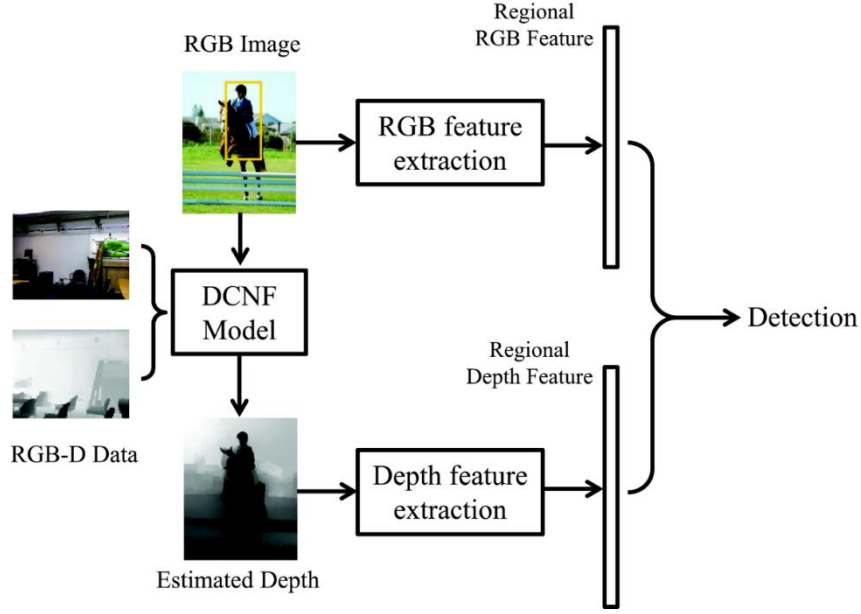 RGB Image
Regional
RGB Feature
RGB feature
extraction
DCNF
Model
Detection
Regional
Depth Feature
RGB-D Data
Depth feature
extraction
Estimated Depth